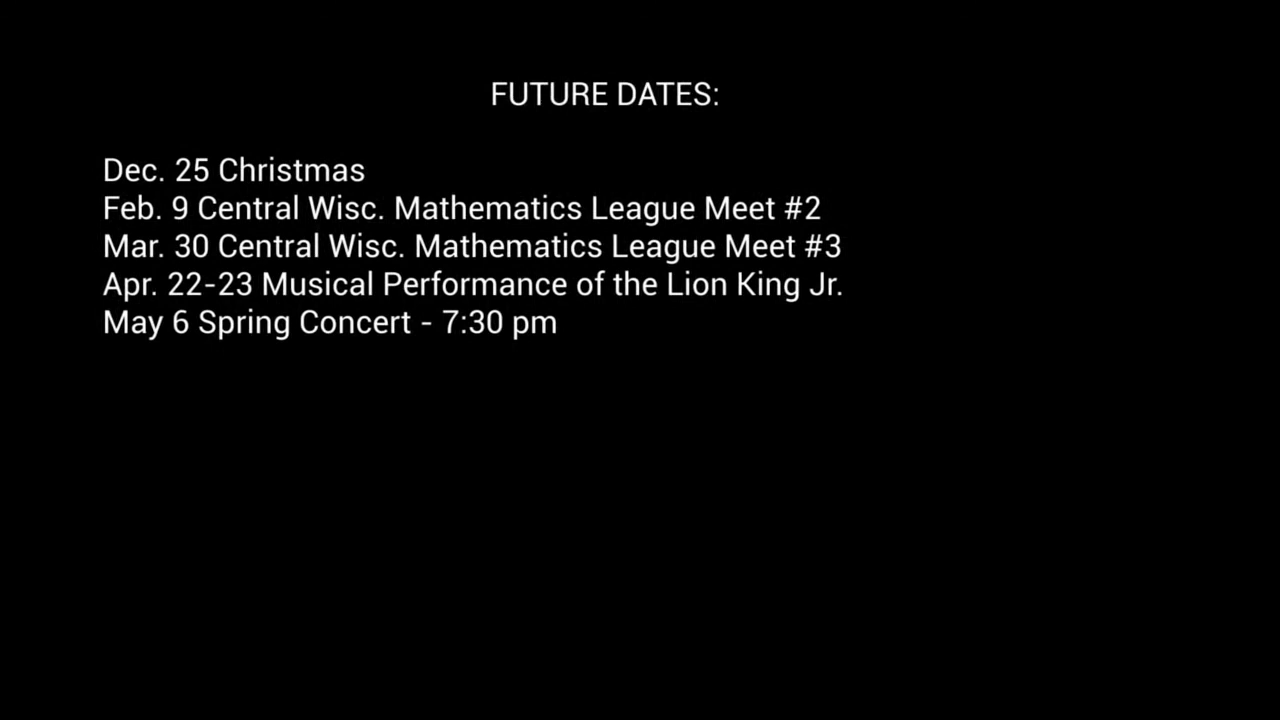 FUTURE DATES:
Dec. 25 Christmas
Feb. 9 Central Wisc. Mathematics League Meet #2
Mar. 30 Central Wisc. Mathematics League Meet #3
Apr. 22-23 Musical Performance of the Lion King Jr.
May 6 Spring Concert - 7:30 pm